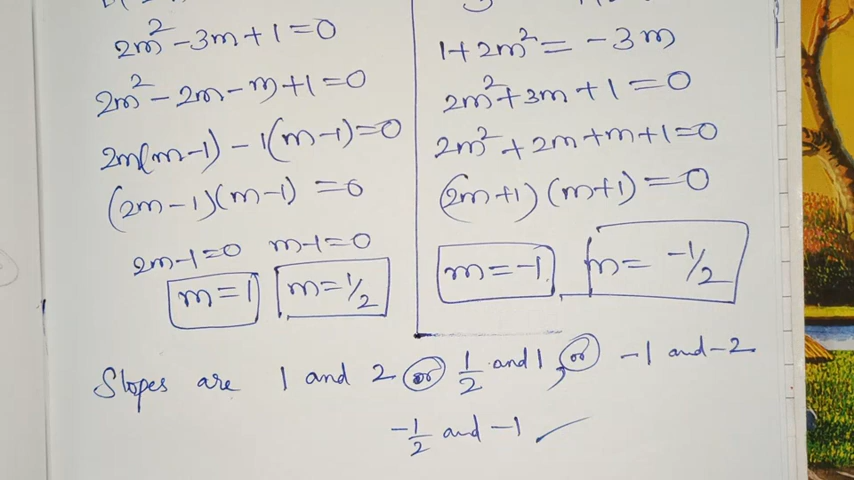 2m² - 3m + 1 = 0
2m² - 2m - m + 1 = 0
2m(m-1) - 1(m-1) = 0
(2m-1)(m-1) = 0
2m-1=0 m-1=0
m=1 m=1/2
1+2m² = -3m
2m²+3m+1=0
2m²+2m+m+1=0
(2m+1)(m+1)=0
m=-1, m=-1/2
Slopes are 1 and 2 or 1/2 and 1, or -1 and -2
-1/2 and -1 ✓